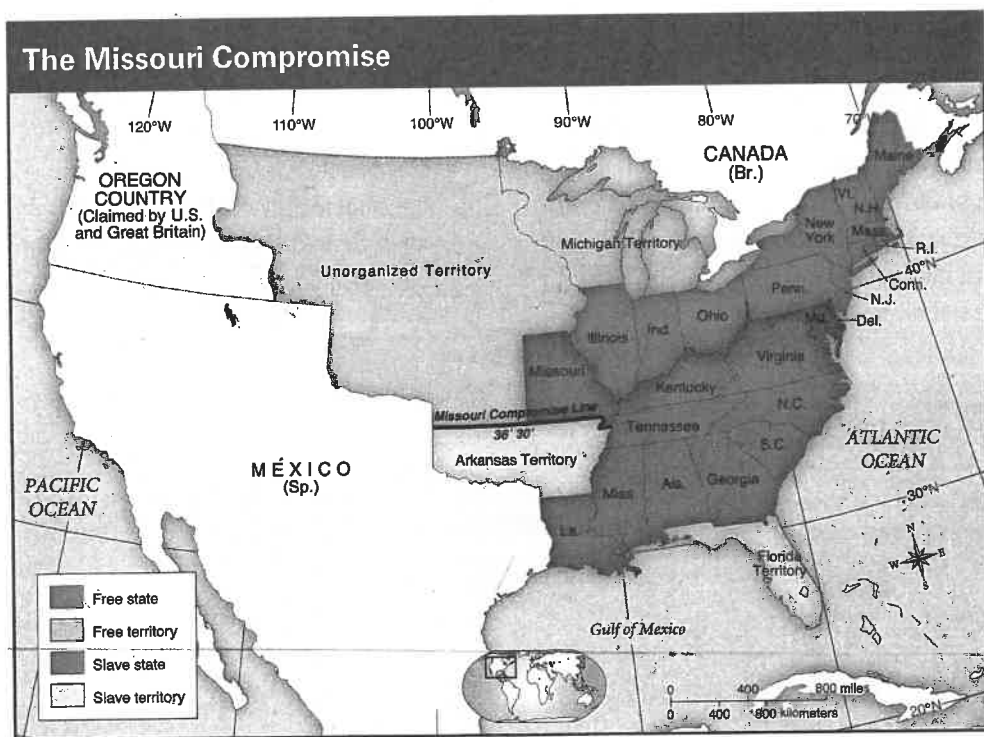 The Missouri Compromise
120°W
110°W
100°W
90°W
80°W
70°W
OREGON
COUNTRY
(Claimed by U.S.
and Great Britain)
CANADA
(Br.)
Maine
Vt.
N.H.
New
York
Mass.
R.I.
40°N
Conn.
N.J.
Del.
Michigan Territory
Unorganized Territory
Penn.
Md.
Ohio
Ind.
Illinois
Missouri
Virginia
Kentucky
Missouri Compromise Line
36° 30'
N.C.
Tennessee
S.C.
Arkansas Territory
ATLANTIC
OCEAN
MÉXICO
(Sp.)
PACIFIC
OCEAN
Miss
Ala.
Georgia
La.
30°N
Florida
Territory
N
W
E
S
Gulf of Mexico
Free state
Free territory
Slave state
Slave territory
0
400
800 miles
0
400
800 kilometers
20°N